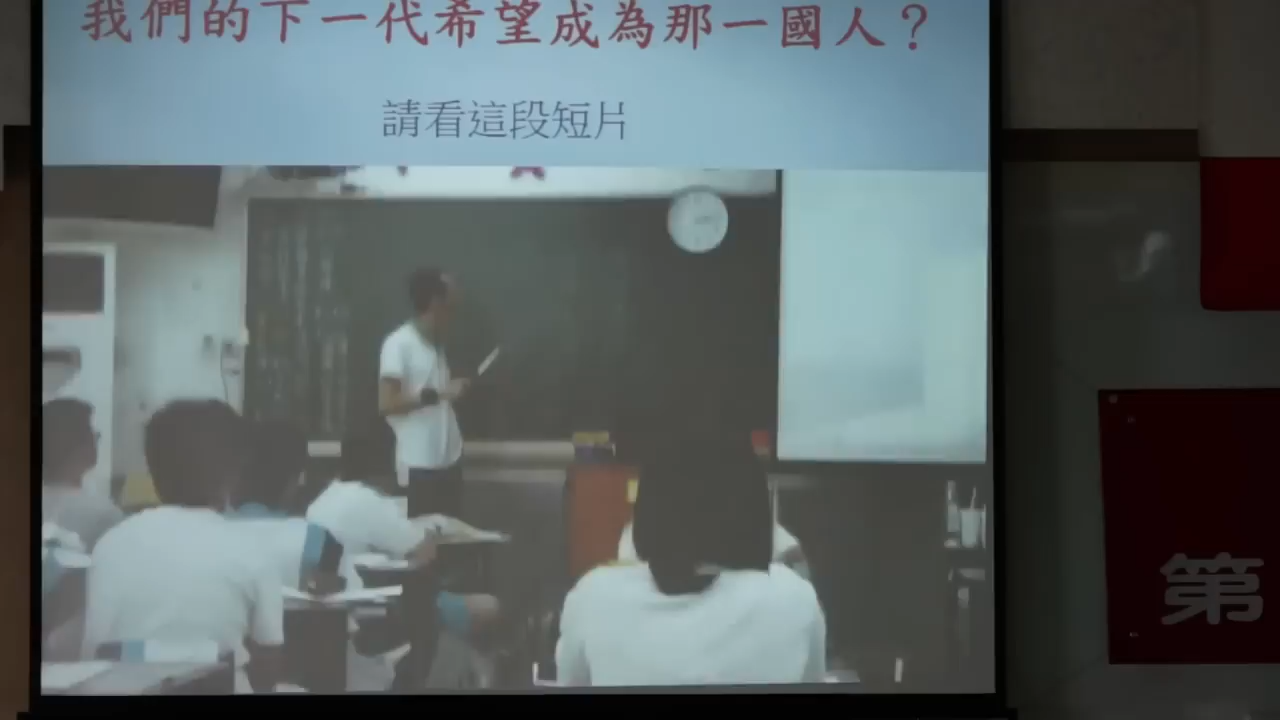 我們的下一代希望成為那一國人？
請看這段短片
第